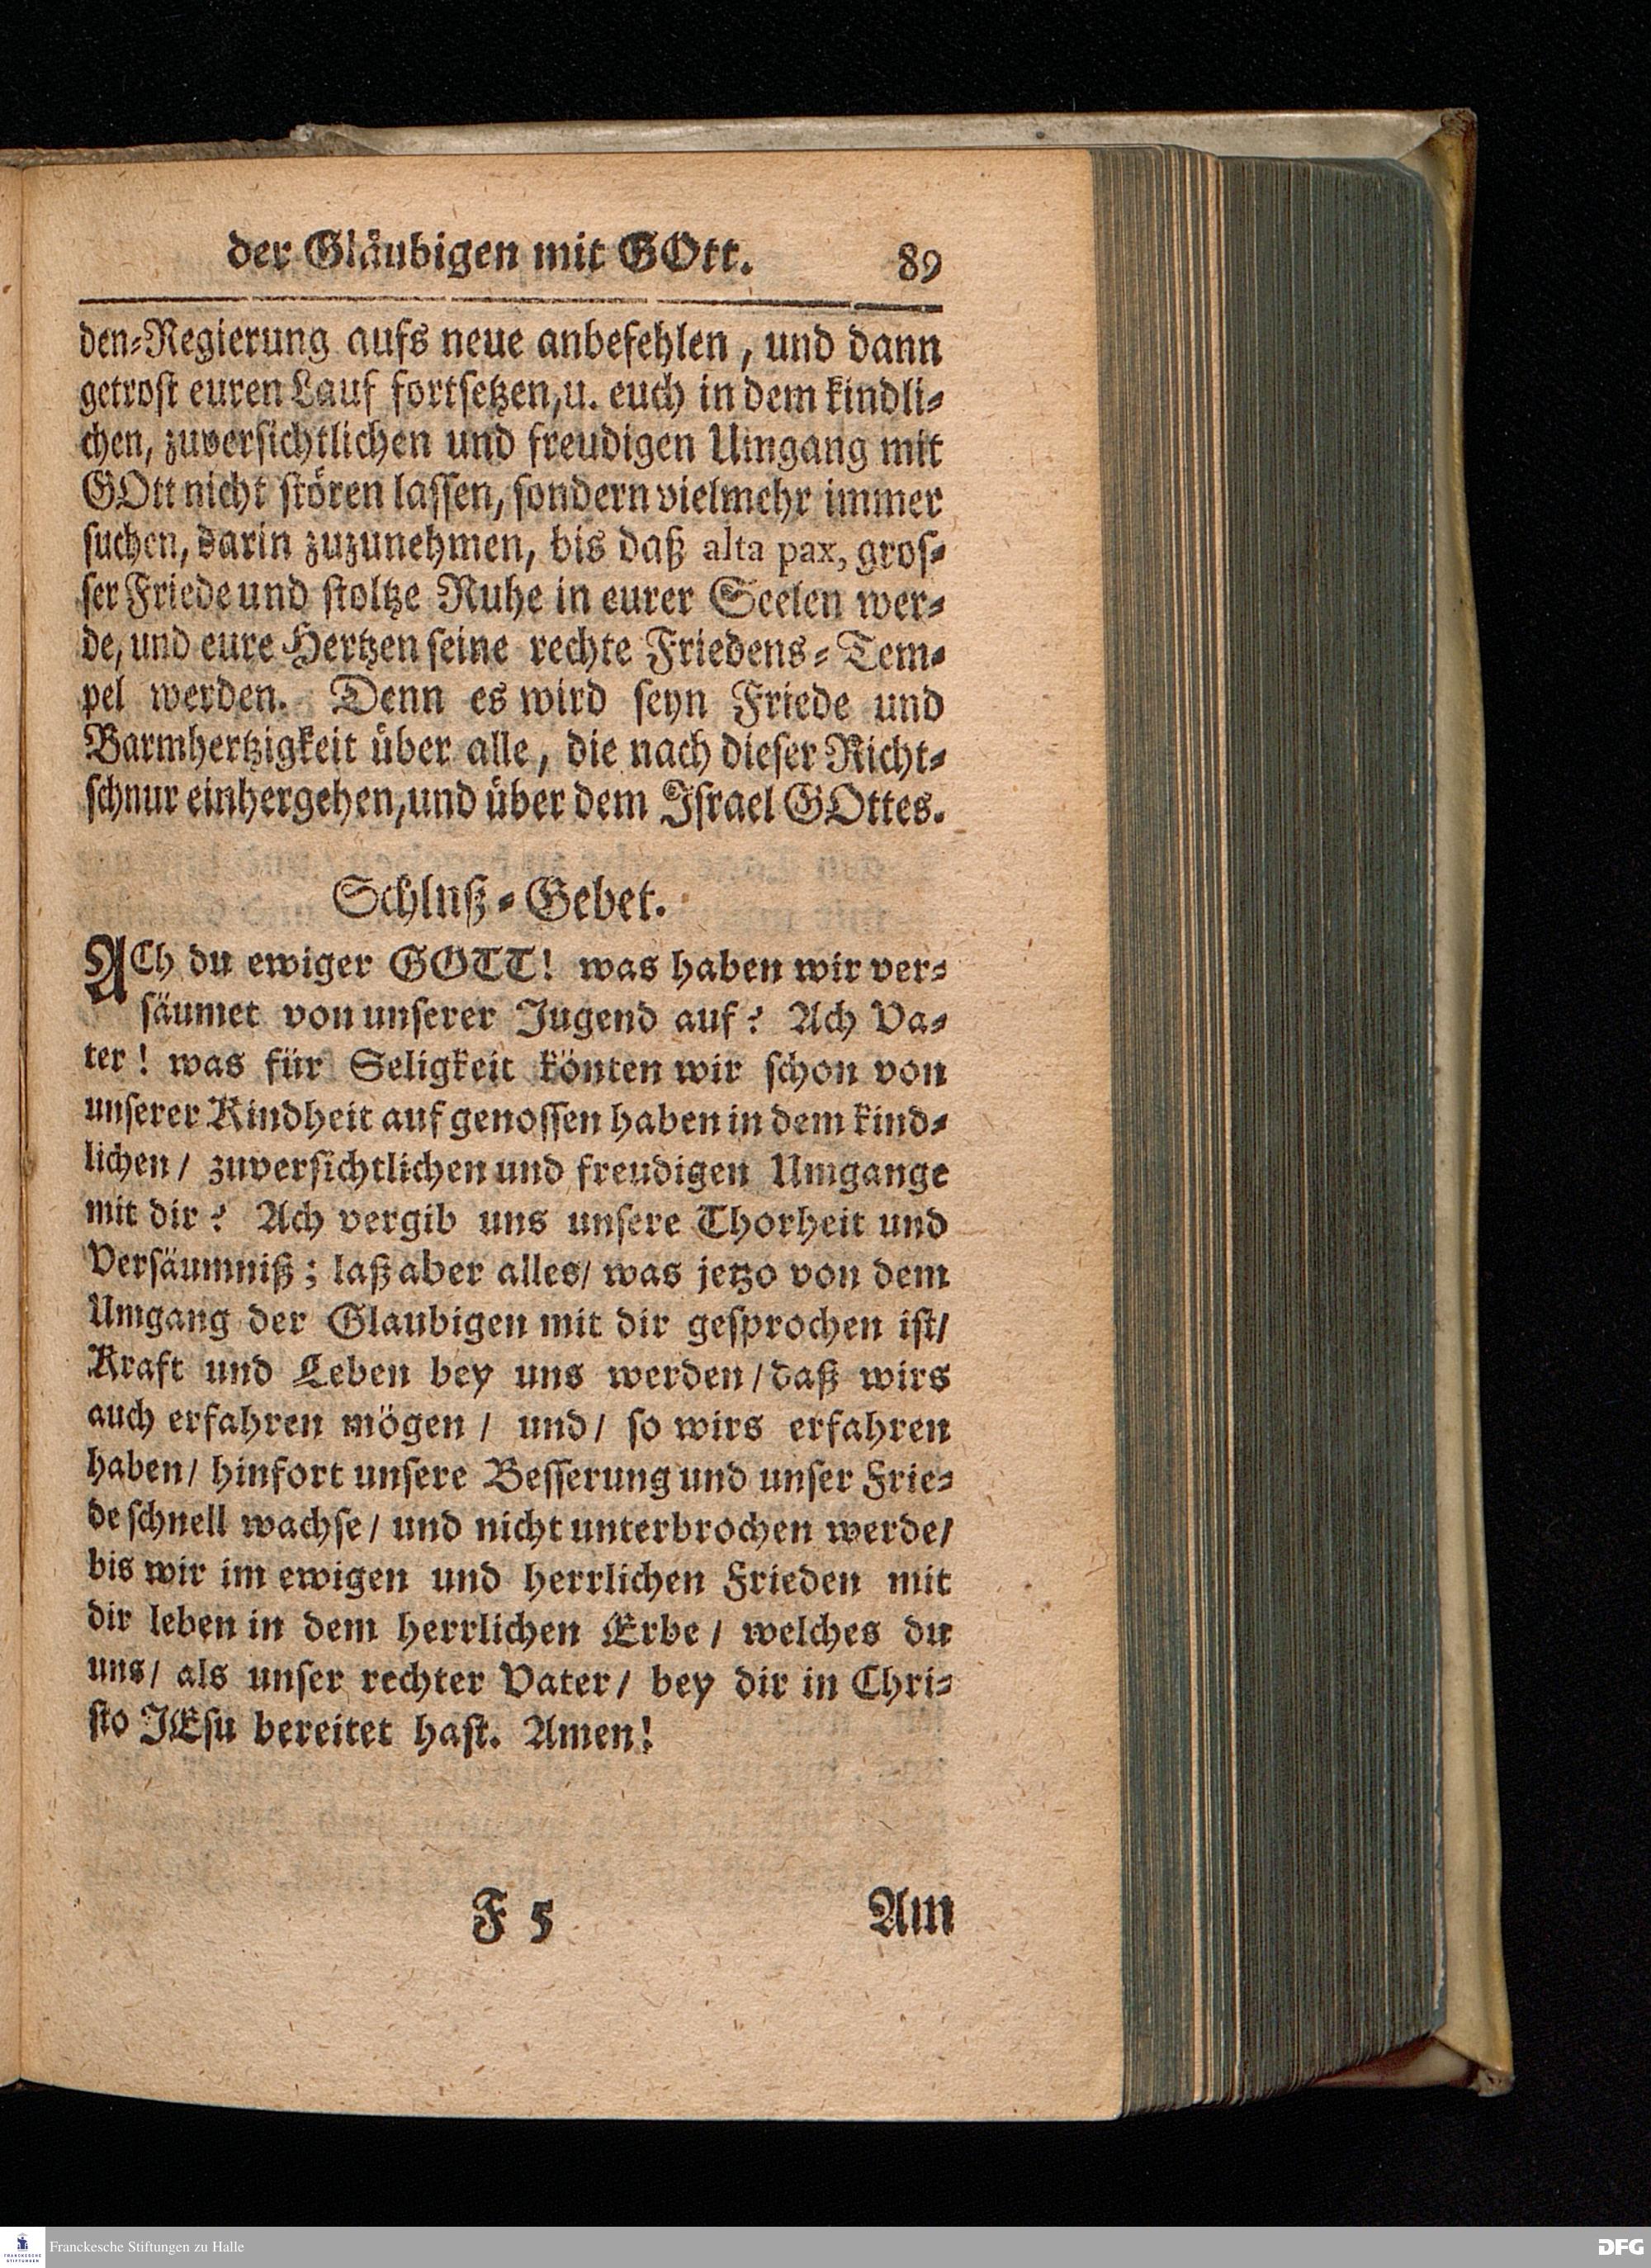 der Gläubigen mit GOtt. 89
den-Regierung aufs neue anbefehlen, und dann
getrost euren Lauf fortsetzen, u. euch in dem kindli-
chen, zuversichtlichen und freudigen Umgang mit
GOtt nicht stören lassen, sondern vielmehr immer
suchen, darin zuzunehmen, bis daß alta pax, gros-
ser Friede und stoltze Ruhe in eurer Seelen wer-
de, und eure Hertzen seine rechte Friedens-Tem-
pel werden. Denn es wird seyn Friede und
Barmhertzigkeit über alle, die nach dieser Richt-
schnur einhergehen, und über dem Israel GOttes.
Schluß-Gebet.
ACh du ewiger GOTT! was haben wir ver-
säumet von unserer Jugend auf? Ach Va-
ter! was für Seligkeit könten wir schon von
unserer Kindheit auf genossen haben in dem kind-
lichen/ zuversichtlichen und freudigen Umgange
mit dir? Ach vergib uns unsere Thorheit und
Versäumniß; laß aber alles/ was jetzo von dem
Umgang der Glaubigen mit dir gesprochen ist/
Kraft und Leben bey uns werden/ daß wirs
auch erfahren mögen/ und/ so wirs erfahren
haben/ hinfort unsere Besserung und unser Frie-
de schnell wachse/ und nicht unterbrochen werde/
bis wir im ewigen und herrlichen Frieden mit
dir leben in dem herrlichen Erbe/ welches du
uns/ als unser rechter Vater/ bey dir in Chri-
sto JEsu bereitet hast. Amen!
F 5 Am
FRANCKESCHE STIFTUNGEN
Franckesche Stiftungen zu Halle
DFG